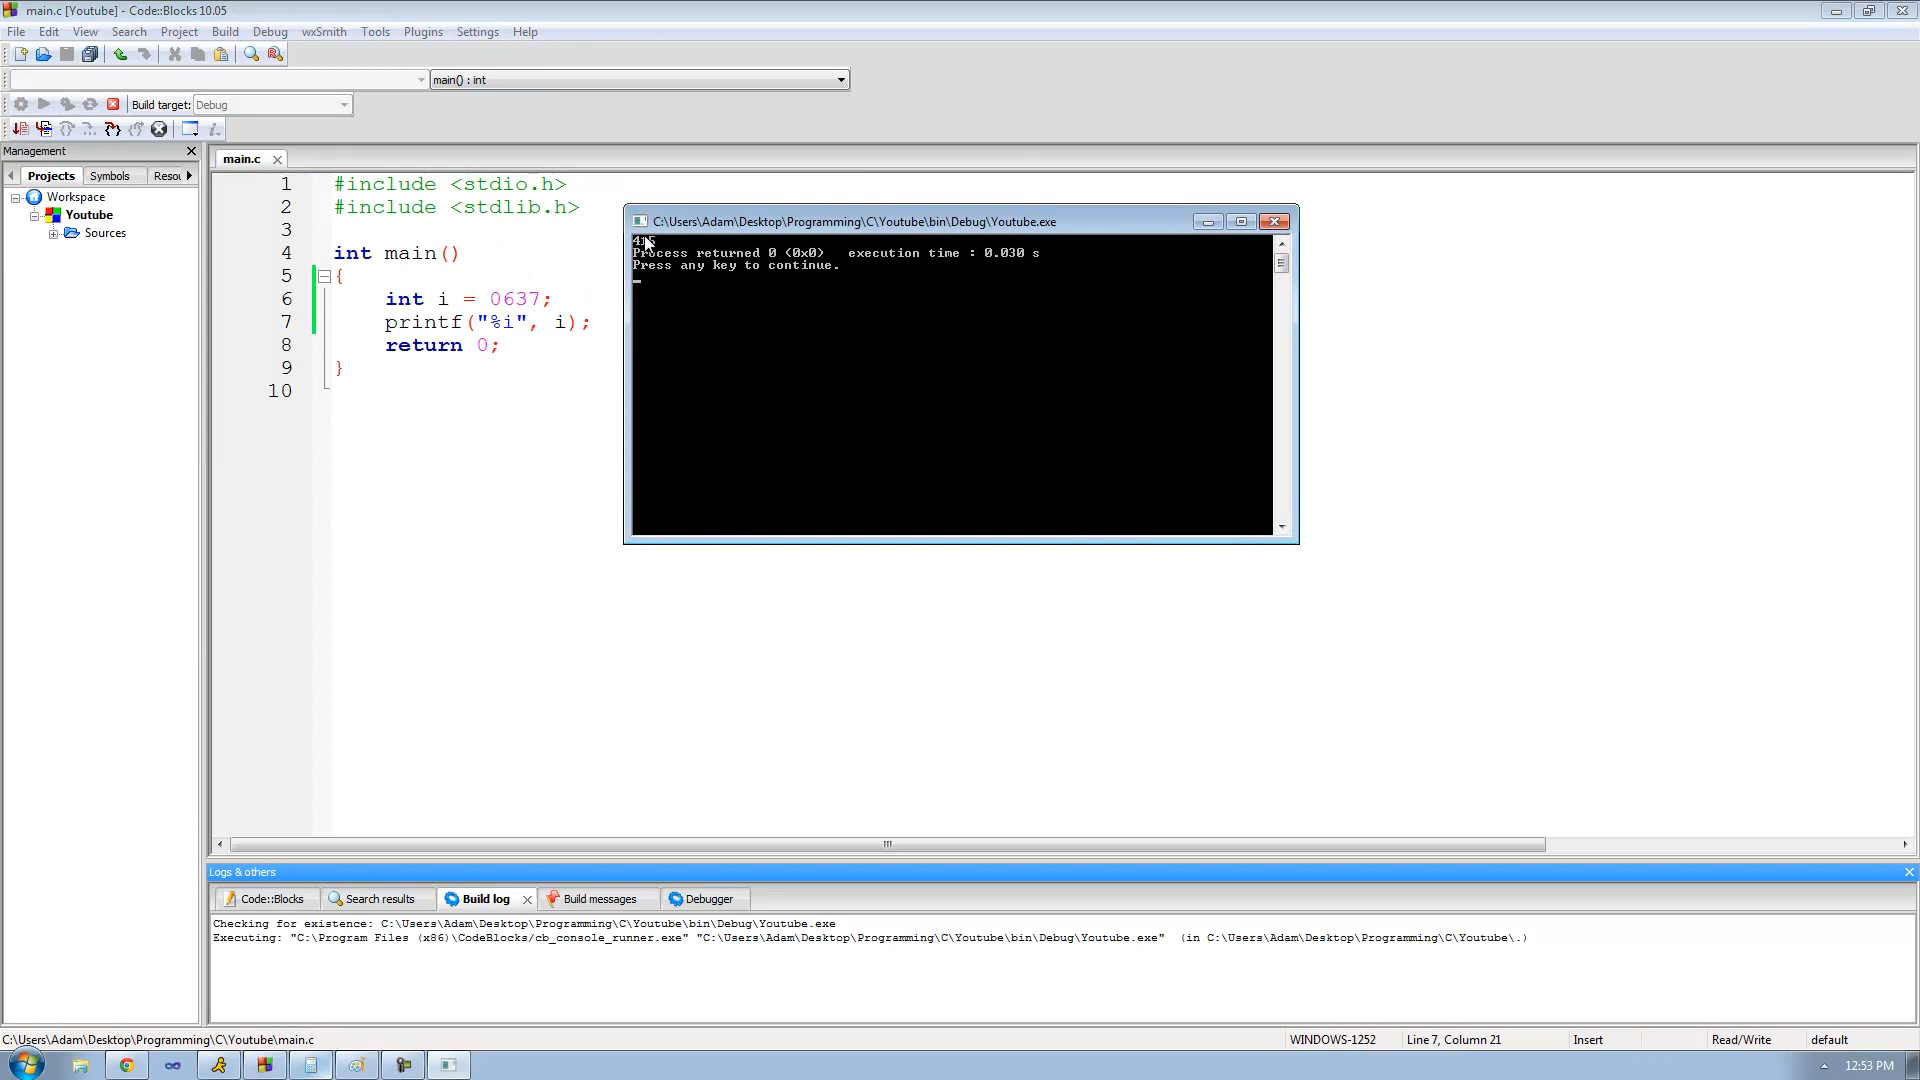 main.c [Youtube] - Code::Blocks 10.05
File Edit View Search Project Build Debug wxSmith Tools Plugins Settings Help
main() : int
Build target: Debug
Management
main.c
Projects Symbols Resou
Workspace
Youtube
Sources
1 #include <stdio.h>
2 #include <stdlib.h>
3
4 int main()
5 {
6 int i = 0637;
7 printf("%i", i);
8 return 0;
9 }
10
C:\Users\Adam\Desktop\Programming\C\Youtube\bin\Debug\Youtube.exe
415
Process returned 0 (0x0) execution time : 0.030 s
Press any key to continue.
Logs & others
Code::Blocks Search results Build log Build messages Debugger
Checking for existence: C:\Users\Adam\Desktop\Programming\C\Youtube\bin\Debug\Youtube.exe
Executing: "C:\Program Files (x86)\CodeBlocks/cb_console_runner.exe" "C:\Users\Adam\Desktop\Programming\C\Youtube\bin\Debug\Youtube.exe" (in C:\Users\Adam\Desktop\Programming\C\Youtube\.)
C:\Users\Adam\Desktop\Programming\C\Youtube\main.c WINDOWS-1252 Line 7, Column 21 Insert Read/Write default
12:53 PM